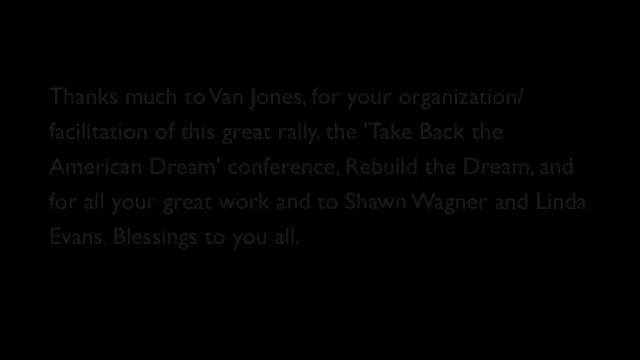 Thanks much to Van Jones, for your organization/
facilitation of this great rally, the 'Take Back the
American Dream' conference, Rebuild the Dream, and
for all your great work and to Shawn Wagner and Linda
Evans. Blessings to you all.